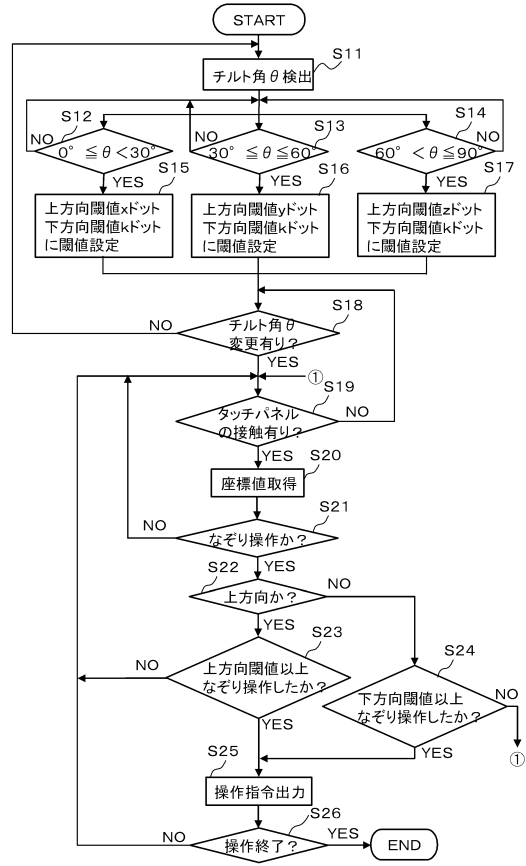 START
S11
チルト角θ検出
S12
0°≦θ<30°
NO
YES
S13
30°≦θ≦60°
NO
YES
S14
60°<θ≦90°
NO
YES
S15
上方向閾値xドット
下方向閾値kドット
に閾値設定
S16
上方向閾値yドット
下方向閾値kドット
に閾値設定
S17
上方向閾値zドット
下方向閾値kドット
に閾値設定
S18
チルト角θ
変更有り？
NO
YES
①
S19
タッチパネル
の接触有り？
NO
YES
S20
座標値取得
S21
なぞり操作か？
NO
YES
S22
上方向か？
NO
YES
S23
上方向閾値以上
なぞり操作したか？
NO
YES
S24
下方向閾値以上
なぞり操作したか？
NO
YES
①
S25
操作指令出力
S26
操作終了？
NO
YES
END